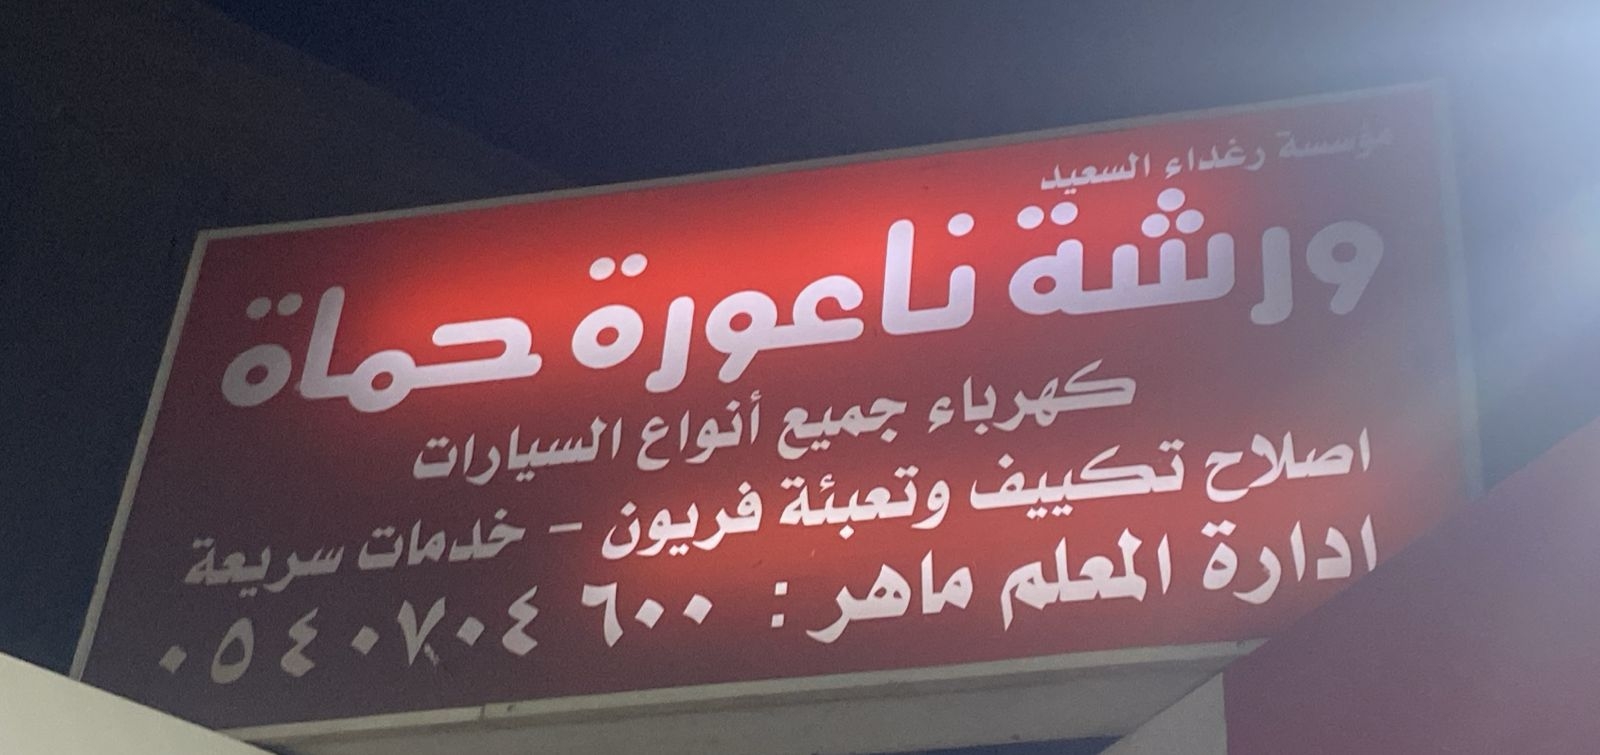 مؤسسة رغداء السعيد
ورشة ناعورة حماة
كهرباء جميع أنواع السيارات
اصلاح تكييف وتعبئة فريون - خدمات سريعة
ادارة المعلم ماهر : ٠٥٤٠٧٠٤٦٠٠